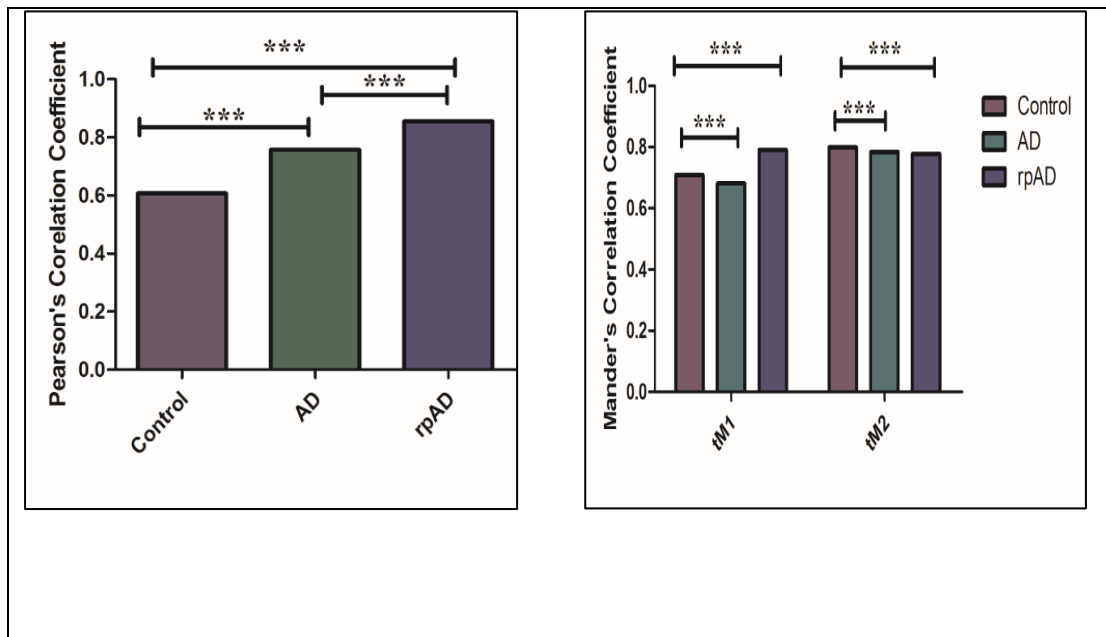 Pearson's Corelation Coefficient
1.0
0.8
0.6
0.4
0.2
0.0
***
***
***
Control
AD
rpAD
Mander's Correlation Coefficient
1.0
0.8
0.6
0.4
0.2
0.0
***
***
***
***
tM1
tM2
Control
AD
rpAD